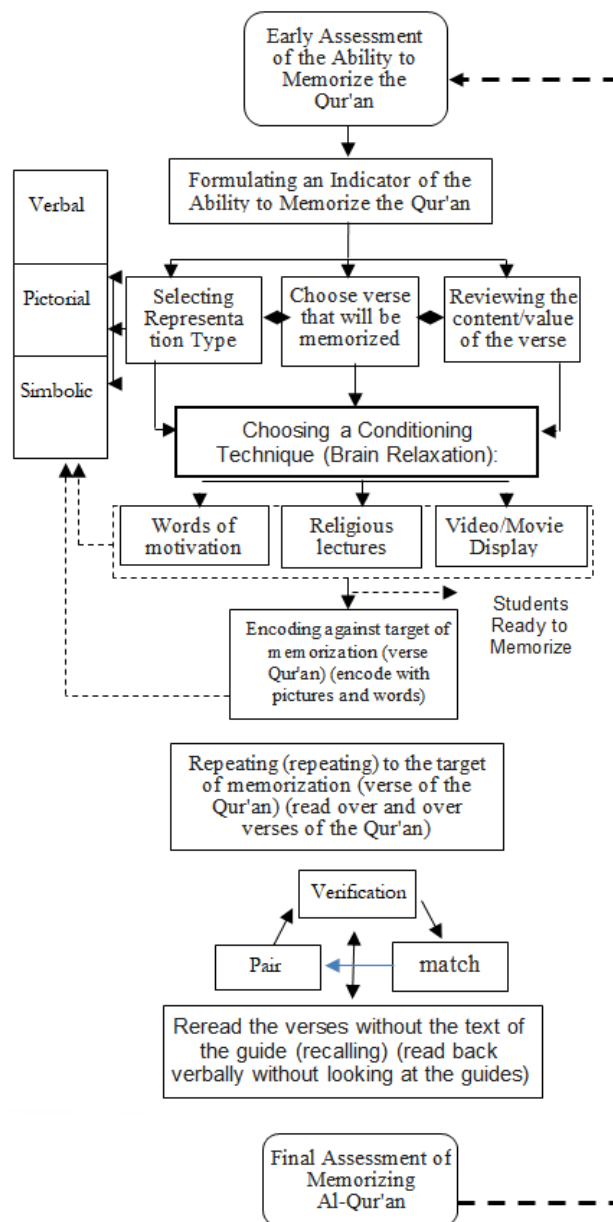 Early Assessment
of the Ability to
Memorize the
Qur'an
Formulating an Indicator of the
Ability to Memorize the Qur'an
Verbal
Pictorial
Simbolic
Selecting
Representa
tion Type
Choose verse
that will be
memorized
Reviewing the
content/value
of the verse
Choosing a Conditioning
Technique (Brain Relaxation):
Words of
motivation
Religious
lectures
Video/Movie
Display
Students
Ready to
Memorize
Encoding against target of
memorization (verse
Qur'an) (encode with
pictures and words)
Repeating (repeating) to the target
of memorization (verse of the
Qur'an) (read over and over
verses of the Qur'an)
Verification
Pair
match
Reread the verses without the text of
the guide (recalling) (read back
verbally without looking at the guides)
Final Assessment of
Memorizing
Al-Qur'an